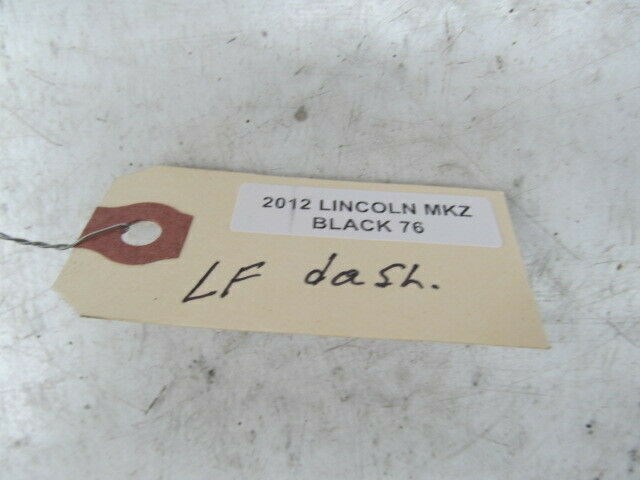 2012 LINCOLN MKZ
BLACK 76
LF dash.